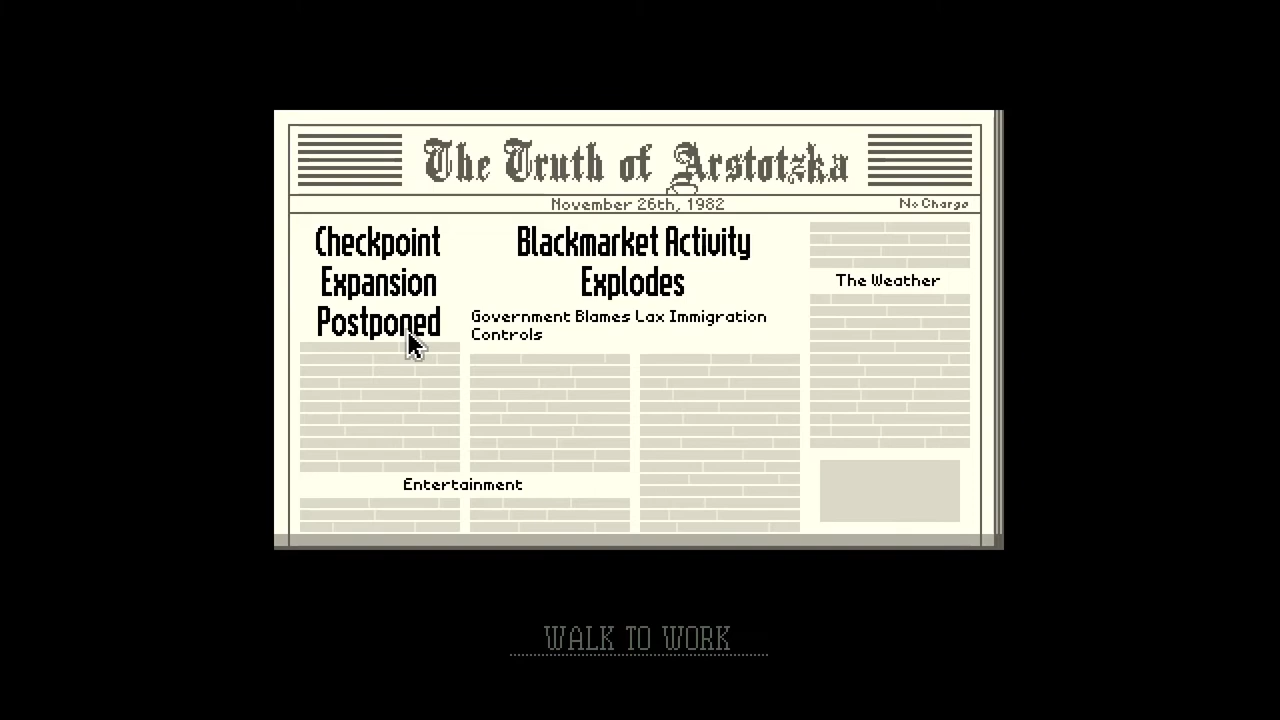 The Truth of Arstotzka
November 26th, 1982
No Charge
Checkpoint
Expansion
Postponed
Blackmarket Activity
Explodes
Government Blames Lax Immigration
Controls
The Weather
Entertainment
WALK TO WORK